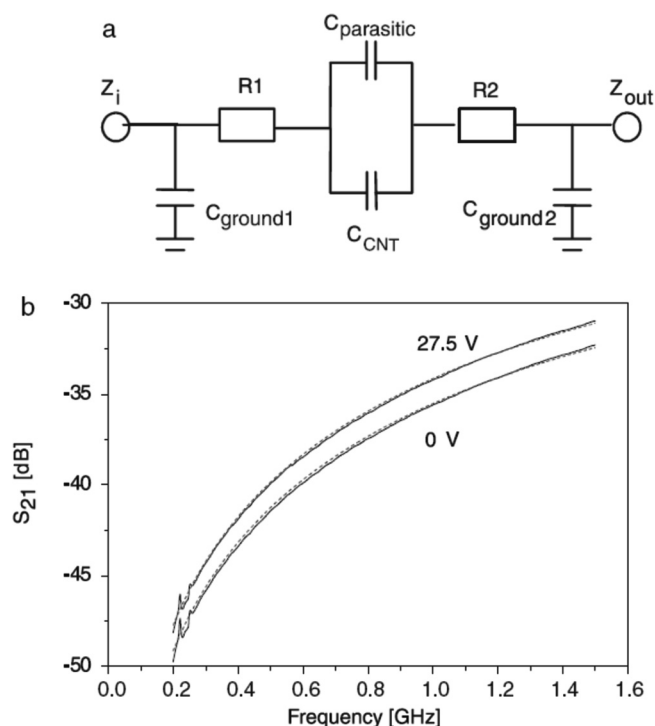 a
C_parasitic
Z_i
R1
R2
Z_out
C_ground1
C_CNT
C_ground2
b
-30
27.5 V
-35
0 V
-40
S_21 [dB]
-45
-50
0.0 0.2 0.4 0.6 0.8 1.0 1.2 1.4 1.6
Frequency [GHz]